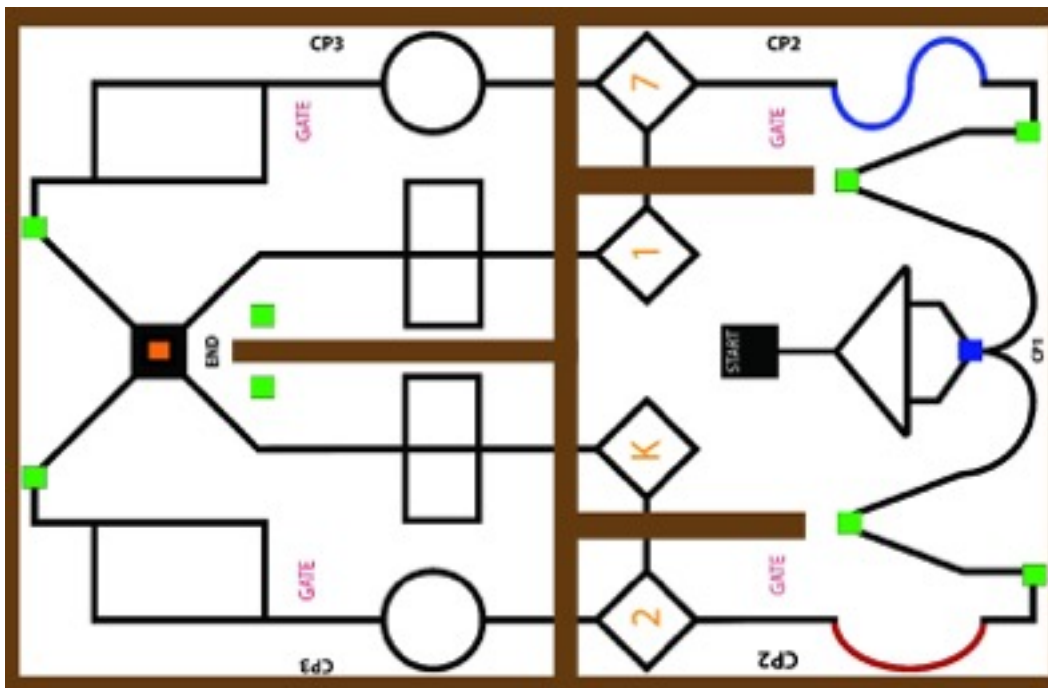 CP3
CP2
7
GATE
GATE
1
START
END
CP1
K
GATE
GATE
2
CP3
CP2